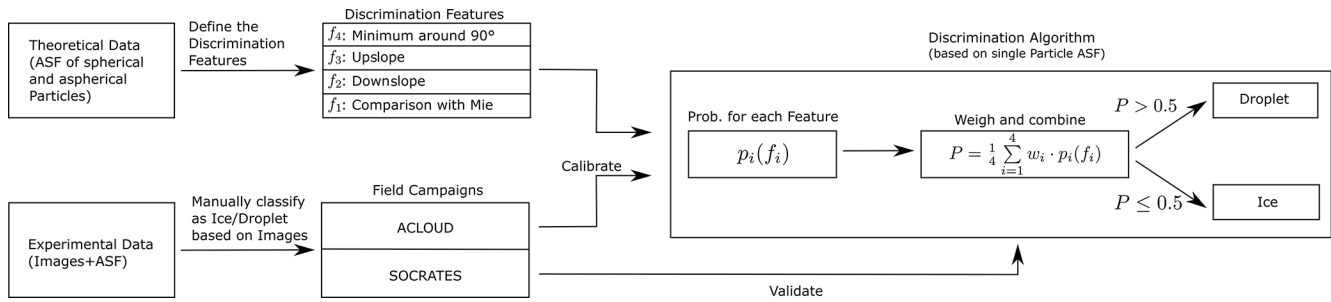 Theoretical Data
(ASF of spherical
and aspherical
Particles)
Define the
Discrimination
Features
Discrimination Features
f₄: Minimum around 90°
f₃: Upslope
f₂: Downslope
f₁: Comparison with Mie
Experimental Data
(Images+ASF)
Manually classify
as Ice/Droplet
based on Images
Field Campaigns
ACLOUD
SOCRATES
Calibrate
Validate
Discrimination Algorithm
(based on single Particle ASF)
Prob. for each Feature
pᵢ(fᵢ)
Weigh and combine
P = 1/4 ∑_{i=1}^{4} wᵢ · pᵢ(fᵢ)
P > 0.5
Droplet
P ≤ 0.5
Ice